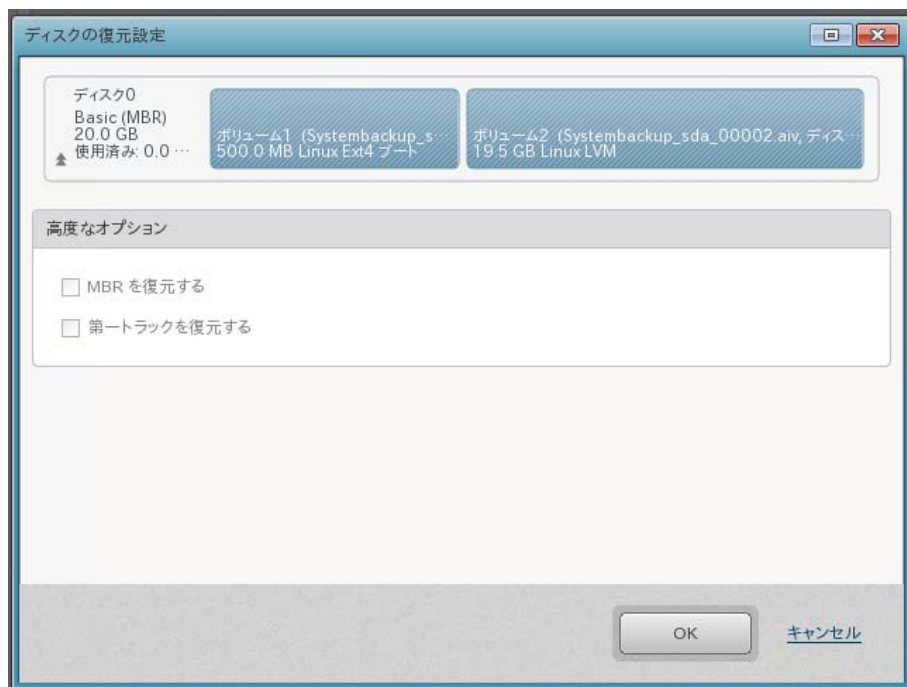 ディスクの復元設定
ディスク0
Basic (MBR)
20.0 GB
使用済み: 0.0 …
ボリューム1 (Systembackup_s…
500.0 MB Linux Ext4 ブート
ボリューム2 (Systembackup_sda_00002.aiv, ディス…
19.5 GB Linux LVM
高度なオプション
MBR を復元する
第一トラックを復元する
OK
キャンセル